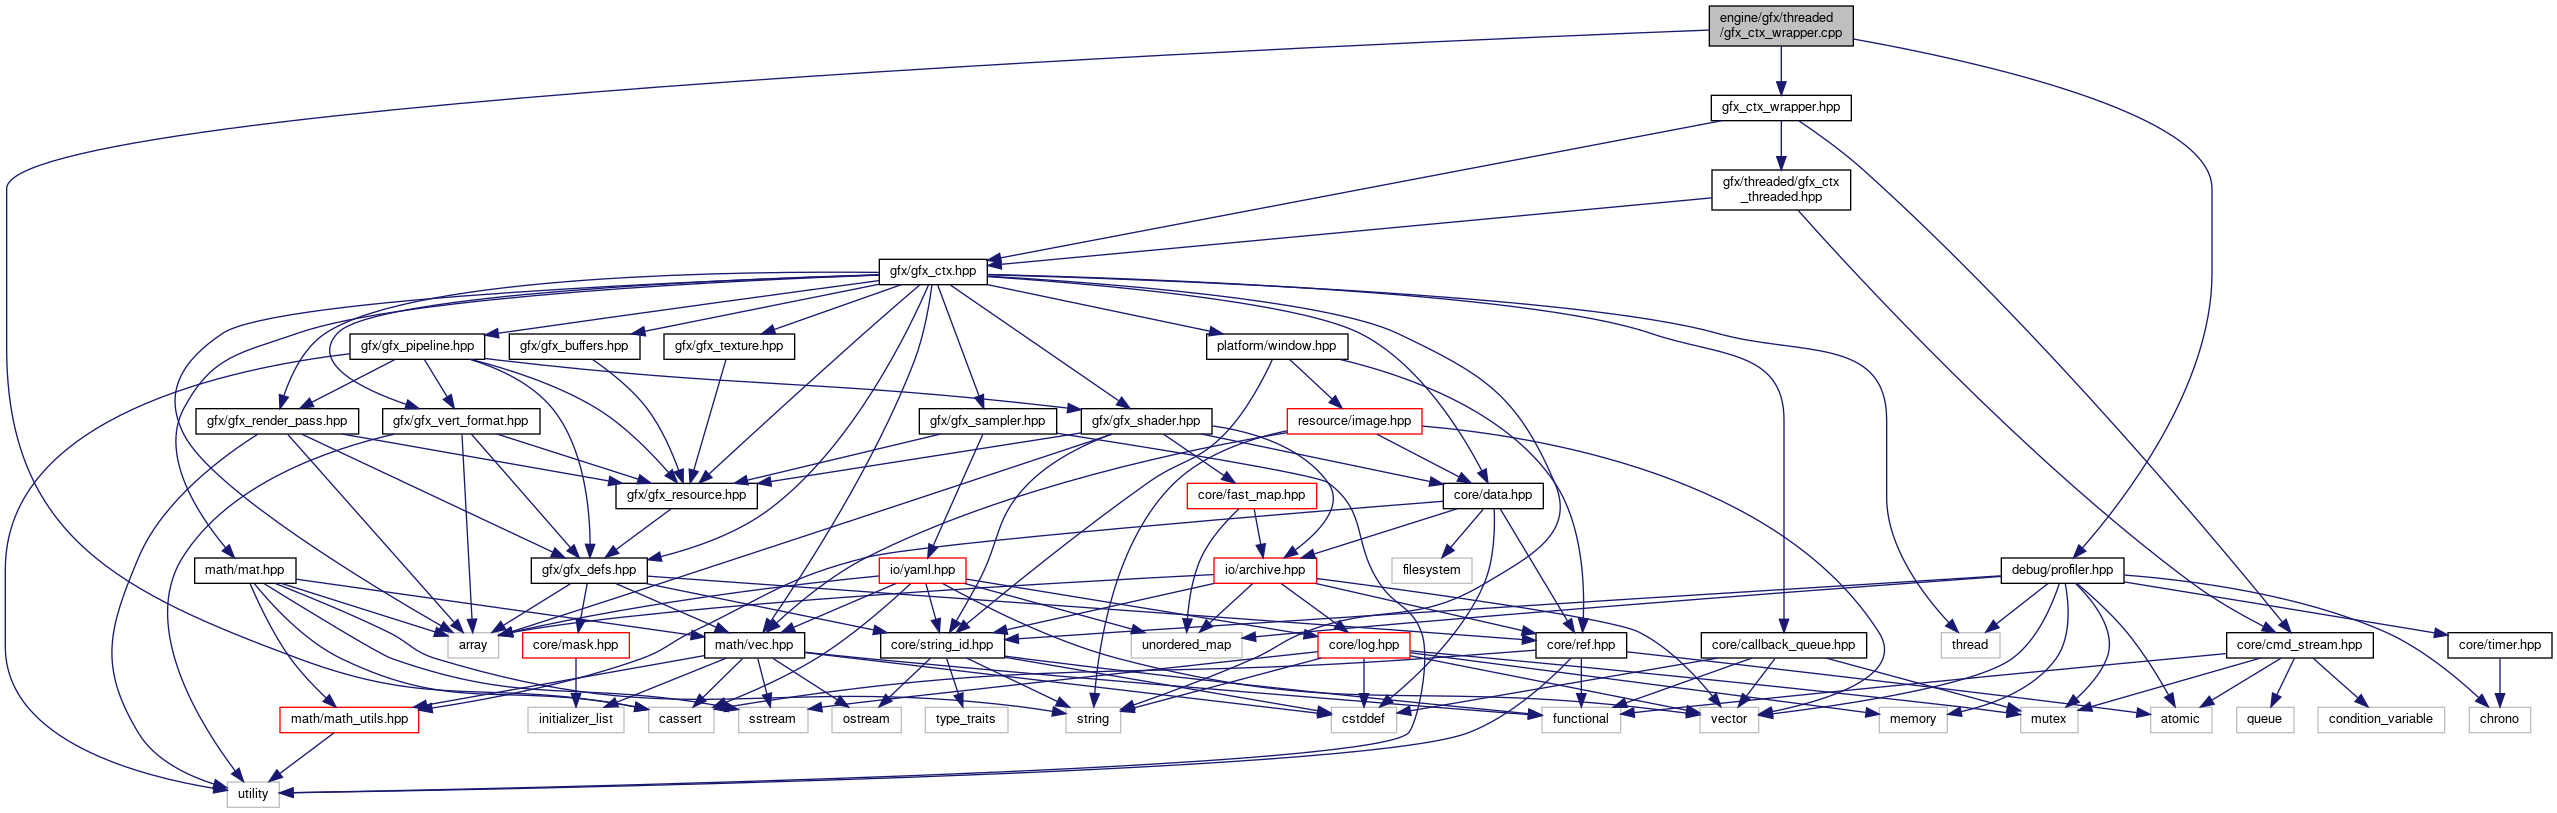 engine/gfx/threaded
/gfx_ctx_wrapper.cpp
gfx_ctx_wrapper.hpp
gfx/threaded/gfx_ctx
_threaded.hpp
gfx/gfx_ctx.hpp
gfx/gfx_pipeline.hpp
gfx/gfx_buffers.hpp
gfx/gfx_texture.hpp
platform/window.hpp
gfx/gfx_render_pass.hpp
gfx/gfx_vert_format.hpp
gfx/gfx_sampler.hpp
gfx/gfx_shader.hpp
resource/image.hpp
gfx/gfx_resource.hpp
core/fast_map.hpp
core/data.hpp
math/mat.hpp
gfx/gfx_defs.hpp
io/yaml.hpp
io/archive.hpp
filesystem
debug/profiler.hpp
array
core/mask.hpp
math/vec.hpp
core/string_id.hpp
unordered_map
core/log.hpp
core/ref.hpp
core/callback_queue.hpp
thread
core/cmd_stream.hpp
core/timer.hpp
math/math_utils.hpp
initializer_list
cassert
sstream
ostream
type_traits
string
cstddef
functional
vector
memory
mutex
atomic
queue
condition_variable
chrono
utility